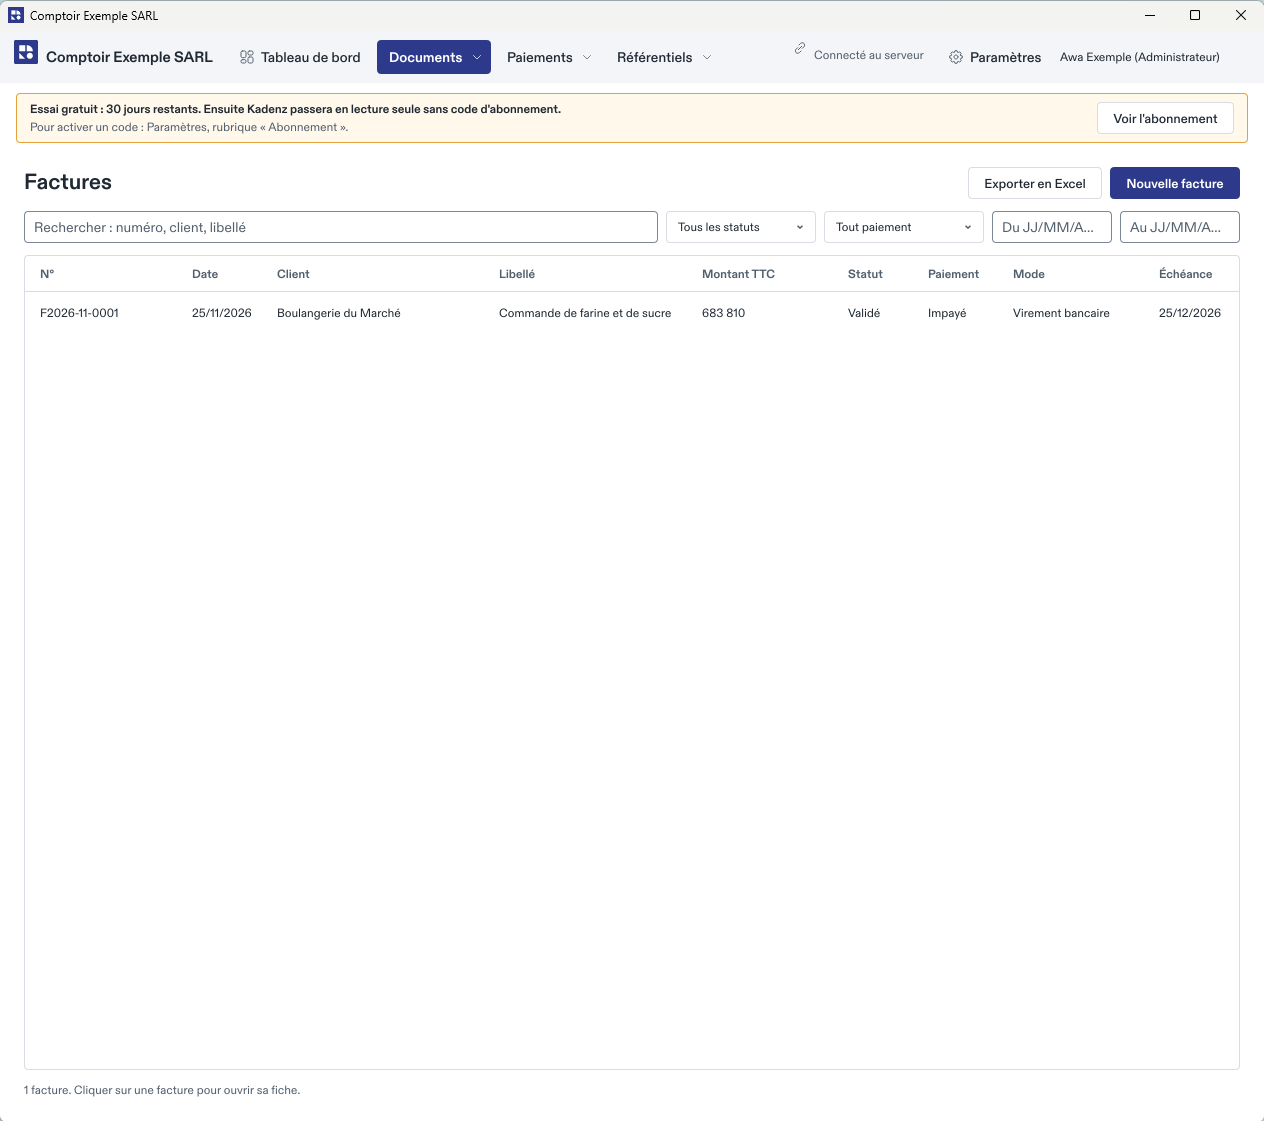 Comptoir Exemple SARL
Comptoir Exemple SARL Tableau de bord Documents Paiements Référentiels Connecté au serveur Paramètres Awa Exemple (Administrateur)
Essai gratuit : 30 jours restants. Ensuite Kadenz passera en lecture seule sans code d'abonnement.
Pour activer un code : Paramètres, rubrique « Abonnement ».
Voir l'abonnement
Factures
Exporter en Excel Nouvelle facture
Rechercher : numéro, client, libellé Tous les statuts Tout paiement Du JJ/MM/A... Au JJ/MM/A...
N° Date Client Libellé Montant TTC Statut Paiement Mode Échéance
F2026-11-0001 25/11/2026 Boulangerie du Marché Commande de farine et de sucre 683 810 Validé Impayé Virement bancaire 25/12/2026
1 facture. Cliquer sur une facture pour ouvrir sa fiche.